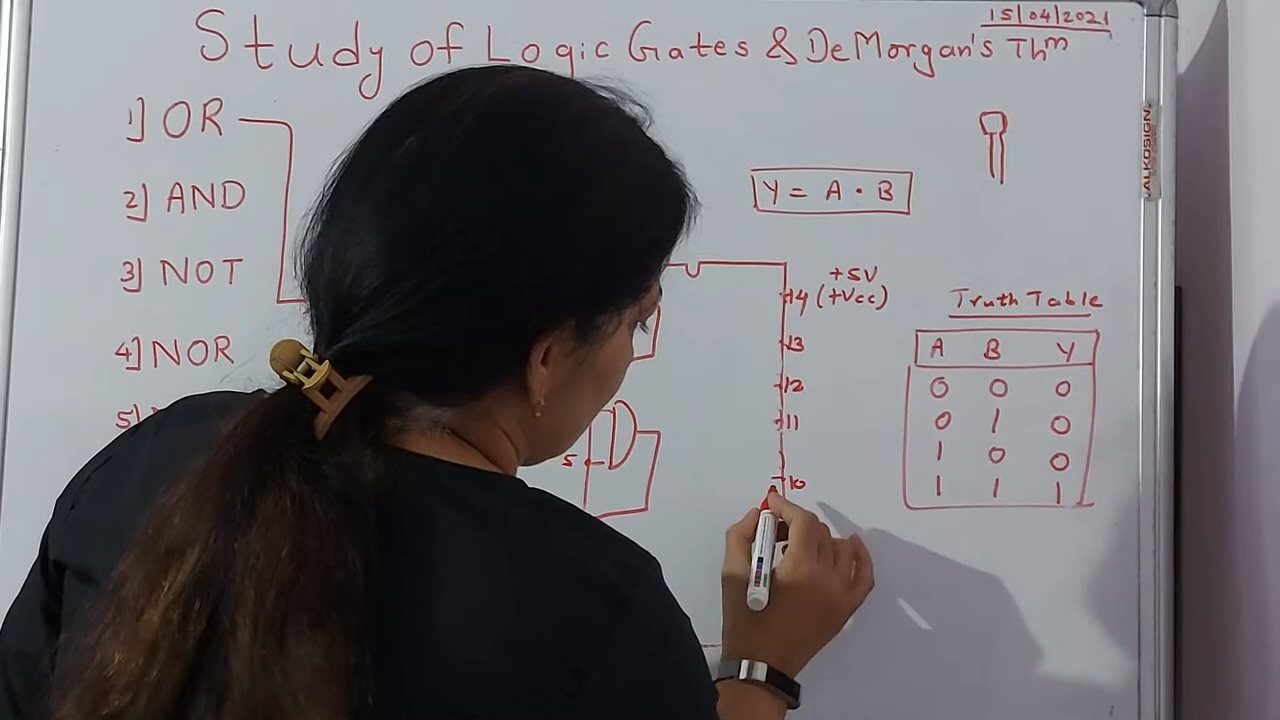 15/04/2021
Study of Logic Gates & DeMorgan's Thm
1] OR
2] AND
3] NOT
4] NOR
5]
Y = A · B
+5V
14 (+Vcc)
13
12
11
10
5
Truth Table
A B Y
0 0 0
0 1 0
1 0 0
1 1 1
ALKOSIGN